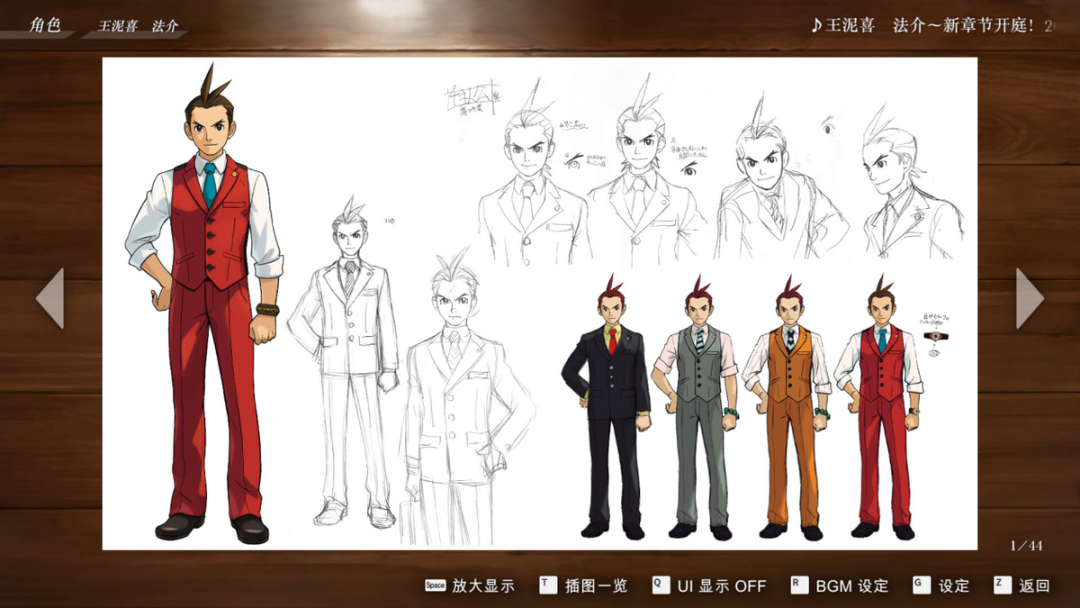 角色
王泥喜　法介
♪王泥喜　法介～新章节开庭！ 2
1／44
Space 放大显示
T 插图一览
Q UI 显示 OFF
R BGM 设定
G 设定
Z 返回